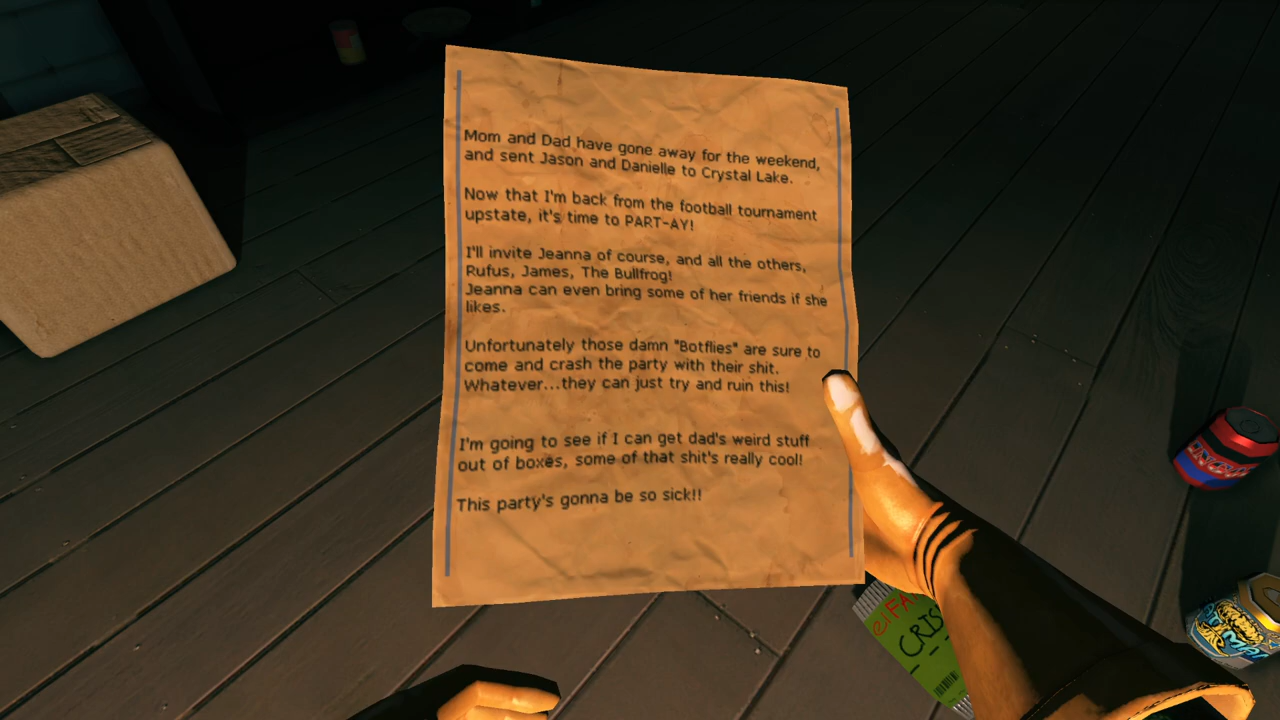 Mom and Dad have gone away for the weekend,
and sent Jason and Danielle to Crystal Lake.
Now that I'm back from the football tournament
upstate, it's time to PART-AY!
I'll invite Jeanna of course, and all the others,
Rufus, James, The Bullfrog!
Jeanna can even bring some of her friends if she
likes.
Unfortunately those damn "Botflies" are sure to
come and crash the party with their shit.
Whatever...they can just try and ruin this!
I'm going to see if I can get dad's weird stuff
out of boxes, some of that shit's really cool!
This party's gonna be so sick!!